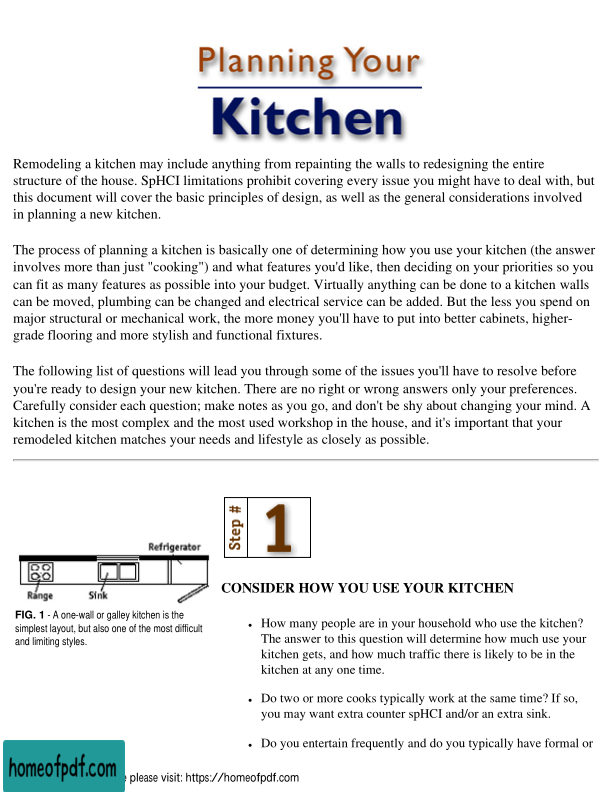 Planning Your
Kitchen
Remodeling a kitchen may include anything from repainting the walls to redesigning the entire
structure of the house. SpHCI limitations prohibit covering every issue you might have to deal with, but
this document will cover the basic principles of design, as well as the general considerations involved
in planning a new kitchen.
The process of planning a kitchen is basically one of determining how you use your kitchen (the answer
involves more than just "cooking") and what features you'd like, then deciding on your priorities so you
can fit as many features as possible into your budget. Virtually anything can be done to a kitchen walls
can be moved, plumbing can be changed and electrical service can be added. But the less you spend on
major structural or mechanical work, the more money you'll have to put into better cabinets, higher-
grade flooring and more stylish and functional fixtures.
The following list of questions will lead you through some of the issues you'll have to resolve before
you're ready to design your new kitchen. There are no right or wrong answers only your preferences.
Carefully consider each question; make notes as you go, and don't be shy about changing your mind. A
kitchen is the most complex and the most used workshop in the house, and it's important that your
remodeled kitchen matches your needs and lifestyle as closely as possible.
Refrigerator
Range Sink
FIG. 1 - A one-wall or galley kitchen is the
simplest layout, but also one of the most difficult
and limiting styles.
Step # 1
CONSIDER HOW YOU USE YOUR KITCHEN
• How many people are in your household who use the kitchen?
The answer to this question will determine how much use your
kitchen gets, and how much traffic there is likely to be in the
kitchen at any one time.
• Do two or more cooks typically work at the same time? If so,
you may want extra counter spHCI and/or an extra sink.
• Do you entertain frequently and do you typically have formal or
homeofpdf.com
please visit: https://homeofpdf.com